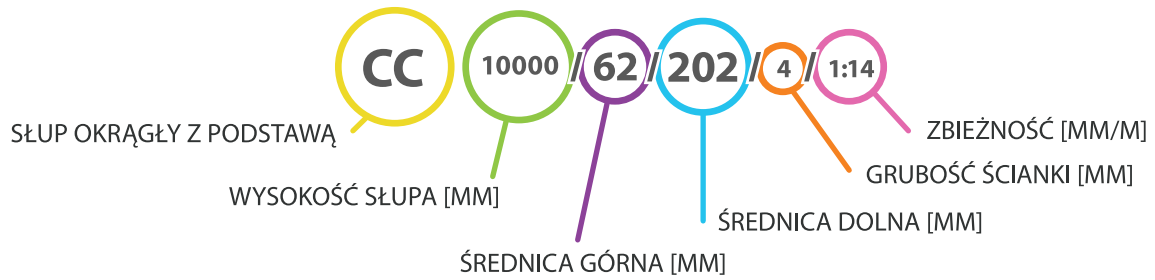 CC 10000 / 62 / 202 / 4 / 1:14
SŁUP OKRĄGŁY Z PODSTAWĄ
ZBIEŻNOŚĆ [MM/M]
GRUBOŚĆ ŚCIANKI [MM]
WYSOKOŚĆ SŁUPA [MM]
ŚREDNICA DOLNA [MM]
ŚREDNICA GÓRNA [MM]